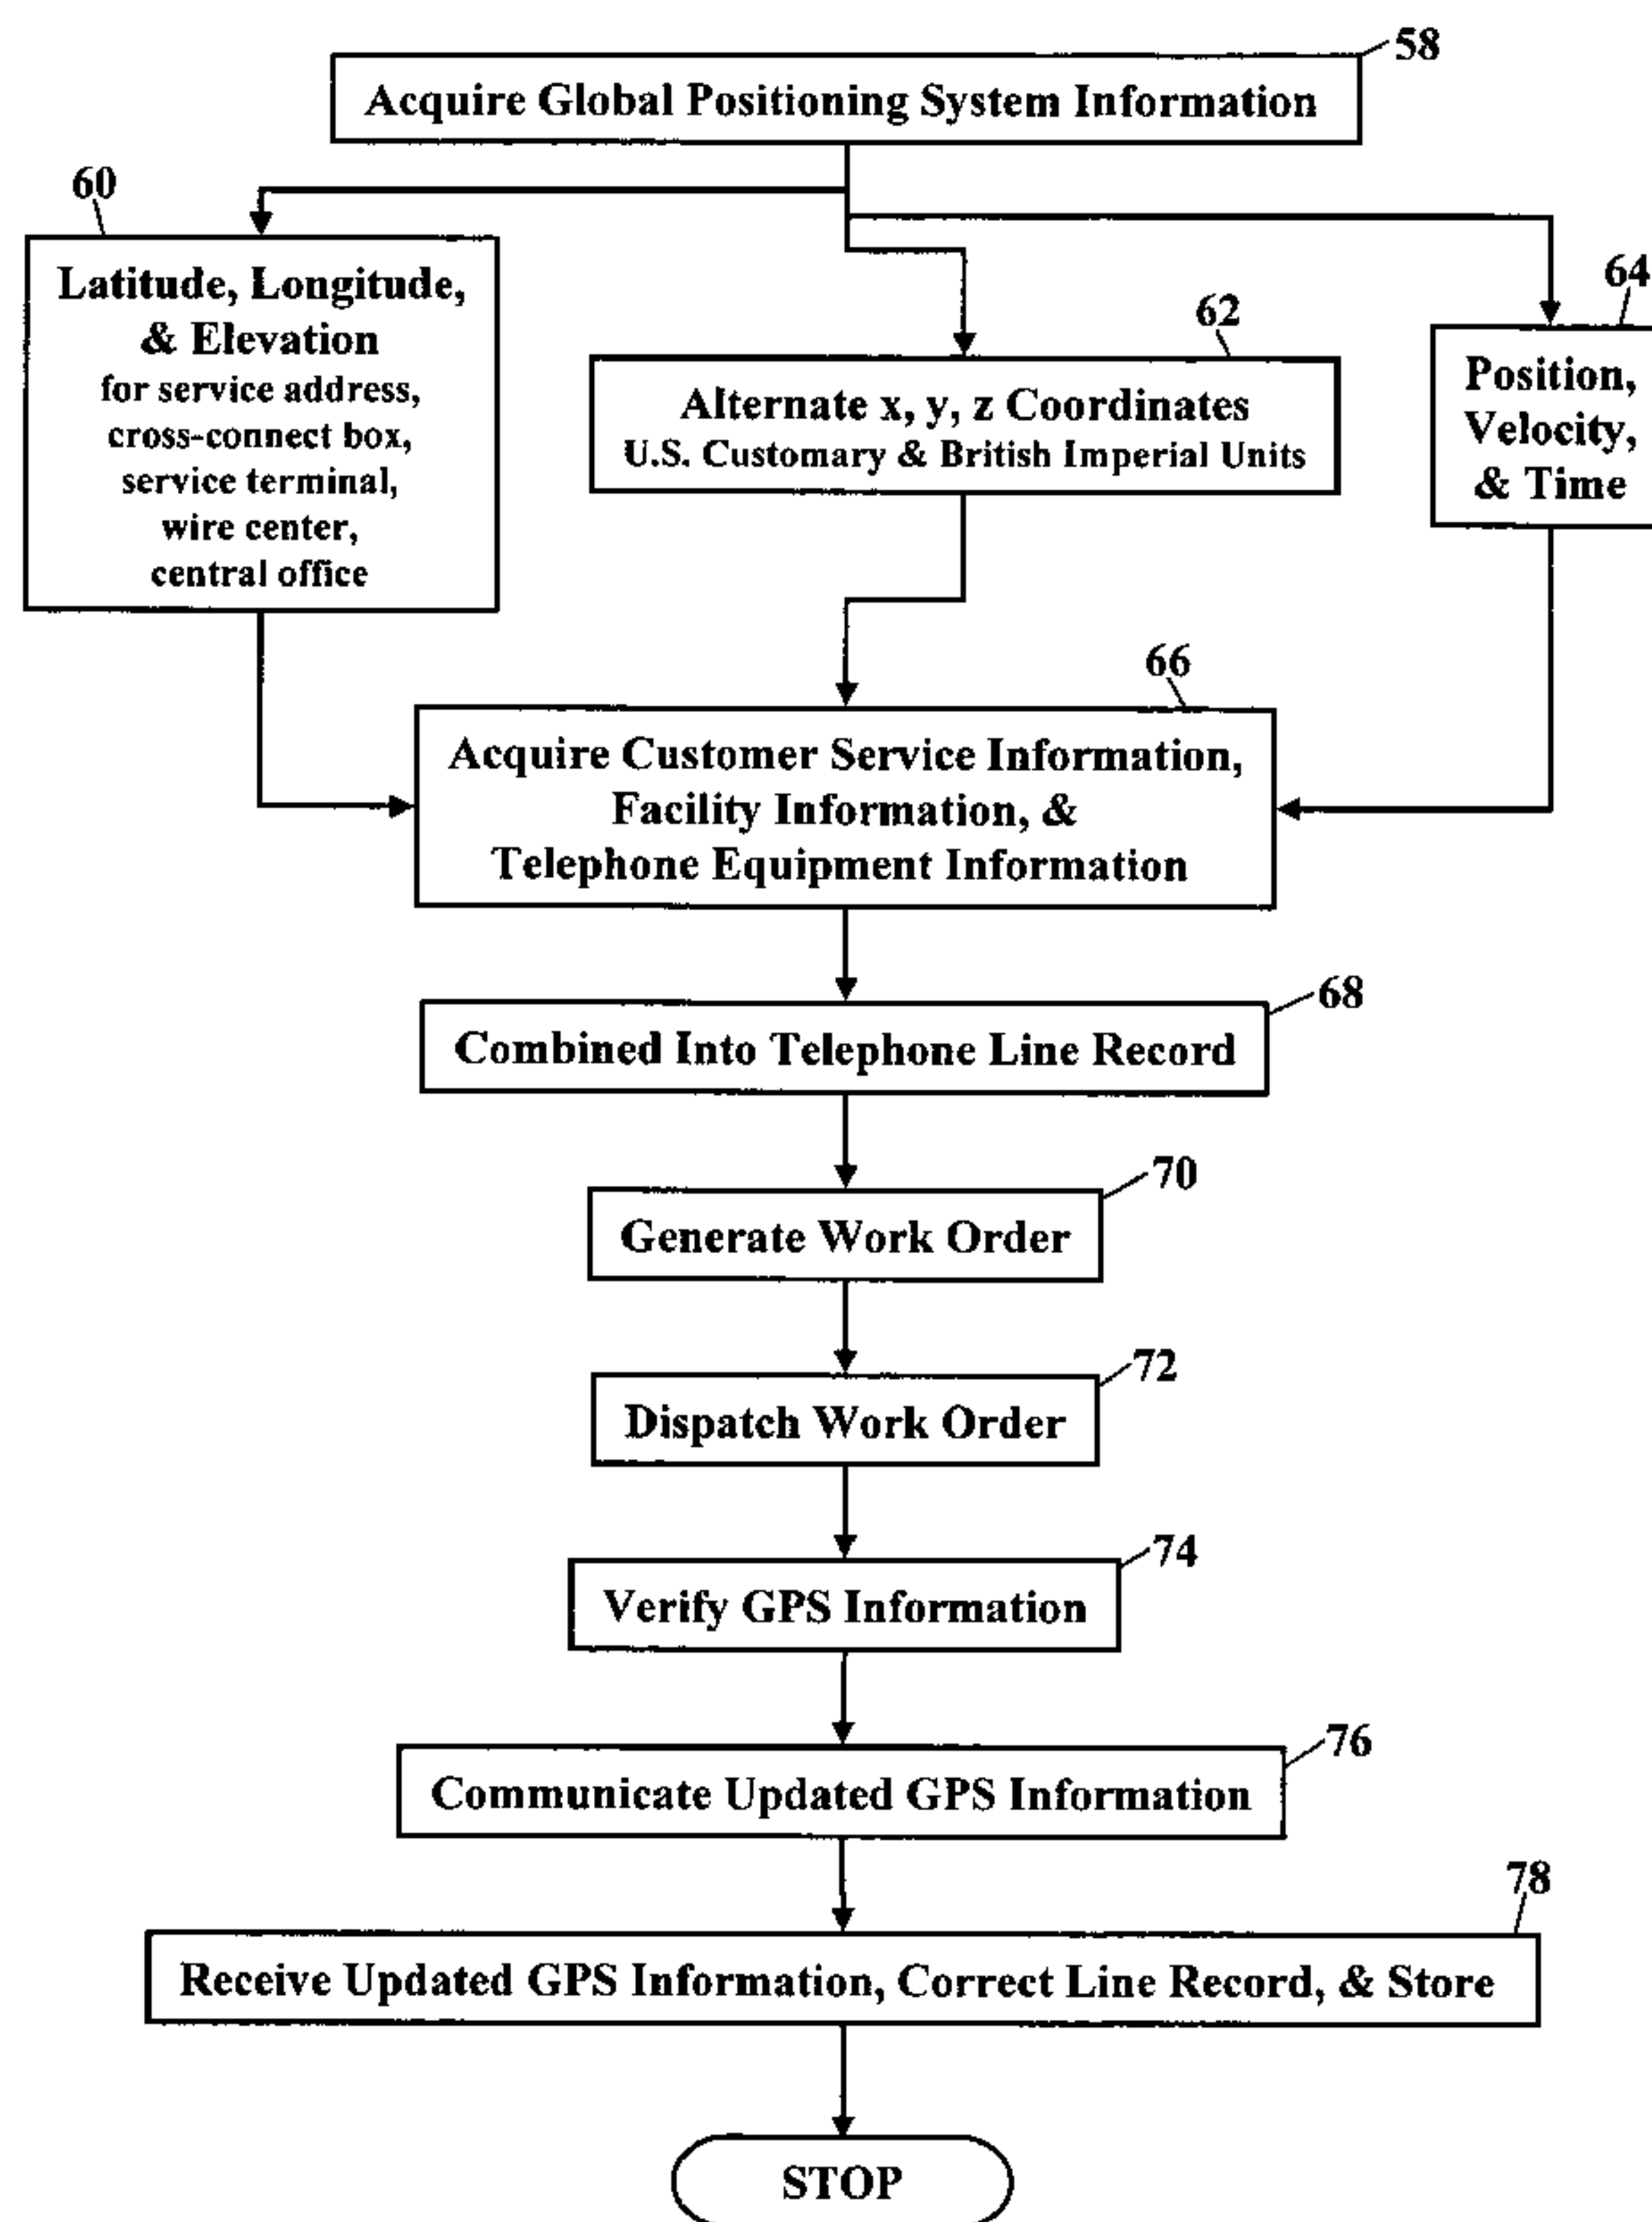 58
Acquire Global Positioning System Information
60
Latitude, Longitude,
& Elevation
for service address,
cross-connect box,
service terminal,
wire center,
central office
62
Alternate x, y, z Coordinates
U.S. Customary & British Imperial Units
64
Position,
Velocity,
& Time
66
Acquire Customer Service Information,
Facility Information, &
Telephone Equipment Information
68
Combined Into Telephone Line Record
70
Generate Work Order
72
Dispatch Work Order
74
Verify GPS Information
76
Communicate Updated GPS Information
78
Receive Updated GPS Information, Correct Line Record, & Store
STOP